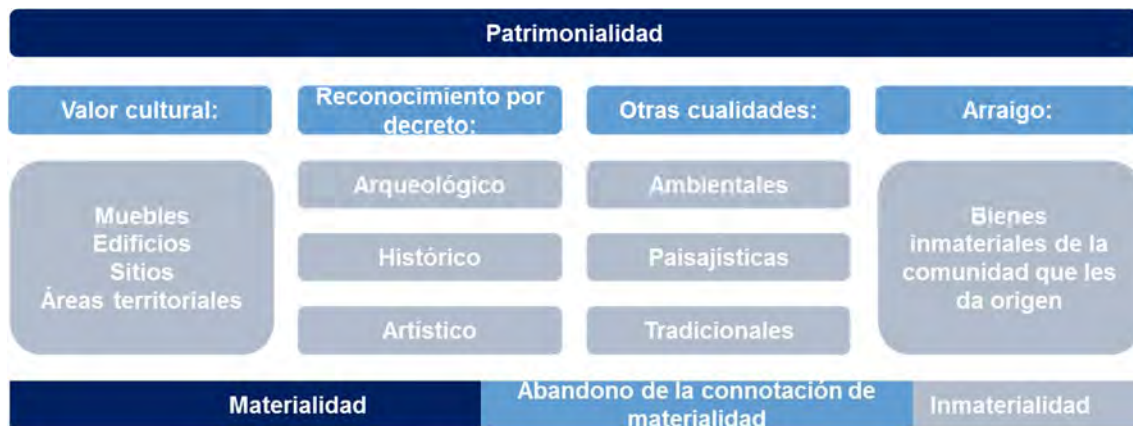 Patrimonialidad
Valor cultural:
Reconocimiento por
decreto:
Otras cualidades:
Arraigo:
Muebles
Edificios
Sitios
Áreas territoriales
Arqueológico
Histórico
Artístico
Ambientales
Paisajísticas
Tradicionales
Bienes
inmateriales de la
comunidad que les
da origen
Materialidad
Abandono de la connotación de
materialidad
Inmaterialidad